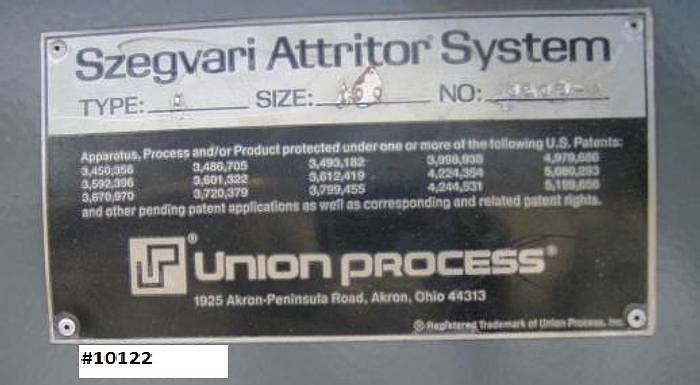 Szegvari Attritor® System
TYPE: SIZE: NO:
Apparatus, Process and/or Product protected under one or more of the following U.S. Patents:
3,450,356 3,486,705 3,493,182 3,998,938 4,979,686
3,592,396 3,601,322 3,612,419 4,224,354 5,080,293
3,670,970 3,720,379 3,799,455 4,244,531 5,199,656
and other pending patent applications as well as corresponding and related patent rights.
® UNION PROCESS®
1925 Akron-Peninsula Road, Akron, Ohio 44313
® Registered Trademark of Union Process, Inc.
#10122